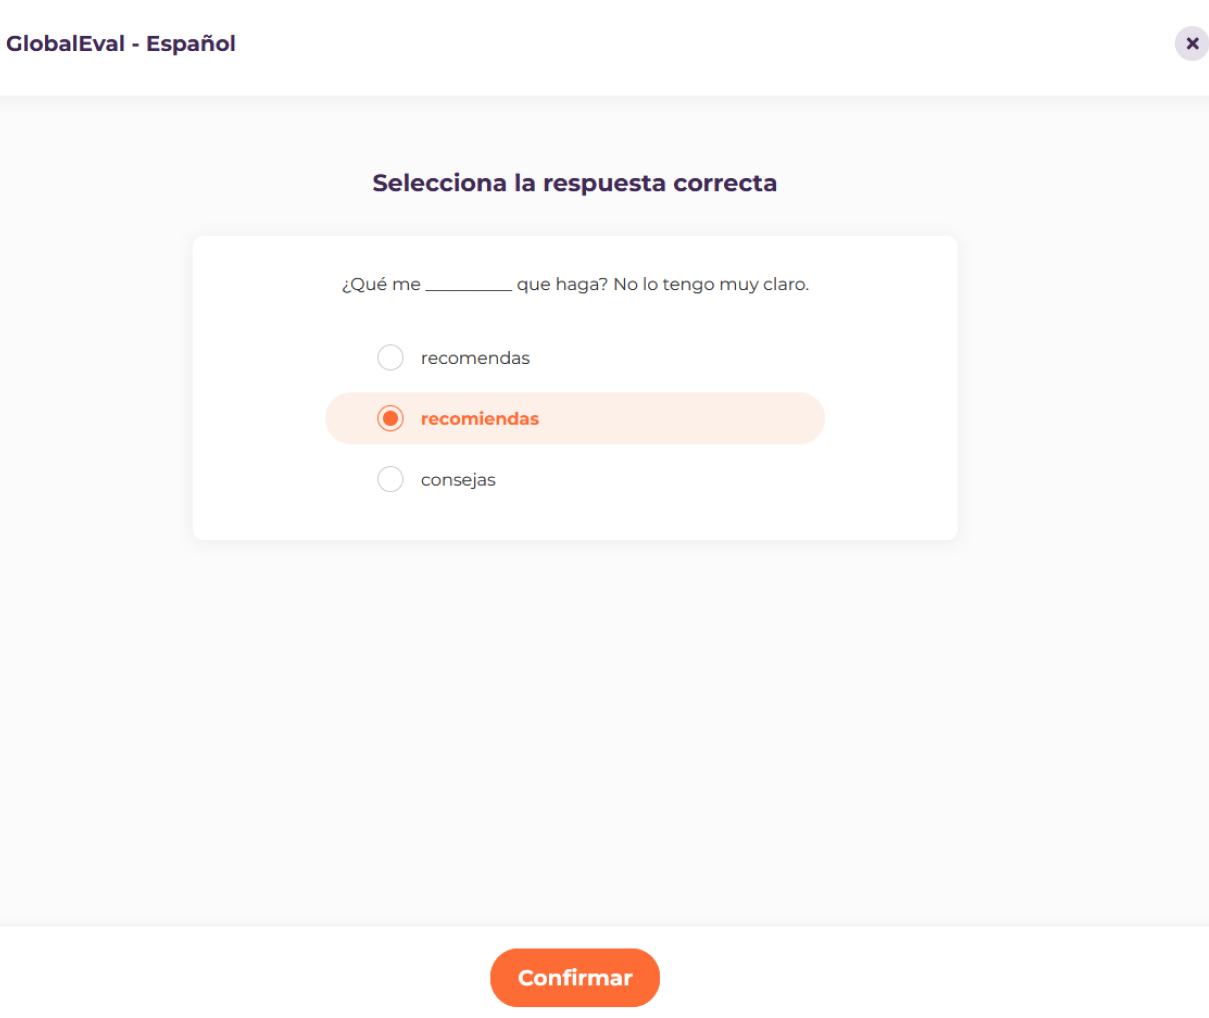 GlobalEval - Español
Selecciona la respuesta correcta
¿Qué me _________ que haga? No lo tengo muy claro.
recomendas
recomiendas
consejas
Confirmar